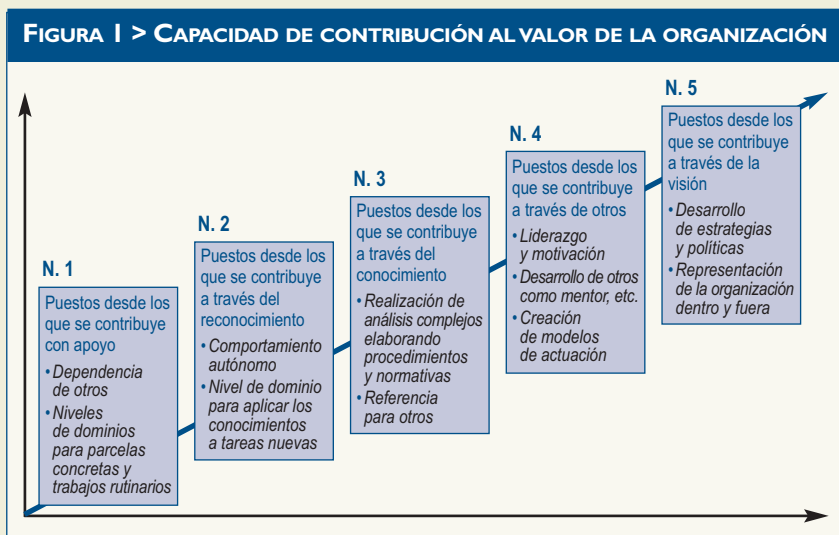 FIGURA 1 > CAPACIDAD DE CONTRIBUCIÓN AL VALOR DE LA ORGANIZACIÓN
N. 1
Puestos desde los
que se contribuye
con apoyo
• Dependencia
de otros
• Niveles
de dominios
para parcelas
concretas y
trabajos rutinarios
N. 2
Puestos desde los
que se contribuye
a través del
reconocimiento
• Comportamiento
autónomo
• Nivel de dominio
para aplicar los
conocimientos
a tareas nuevas
N. 3
Puestos desde los
que se contribuye
a través del
conocimiento
• Realización de
análisis complejos
elaborando
procedimientos
y normativas
• Referencia
para otros
N. 4
Puestos desde los
que se contribuye
a través de otros
• Liderazgo
y motivación
• Desarrollo de otros
como mentor, etc.
• Creación
de modelos
de actuación
N. 5
Puestos desde los
que se contribuye
a través de la
visión
• Desarrollo
de estrategias
y políticas
• Representación
de la organización
dentro y fuera